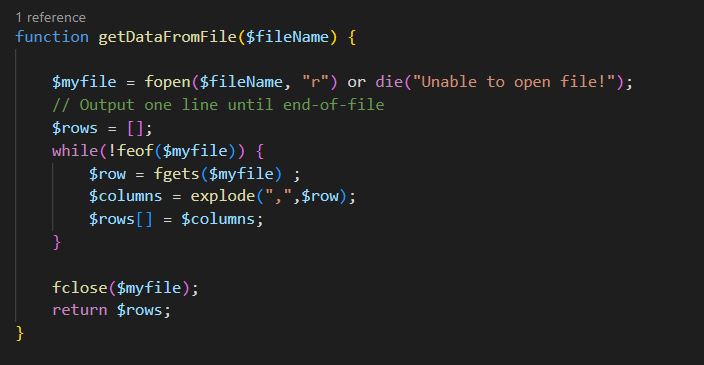 1 reference
function getDataFromFile($fileName) {
$myfile = fopen($fileName, "r") or die("Unable to open file!");
// Output one line until end-of-file
$rows = [];
while(!feof($myfile)) {
$row = fgets($myfile) ;
$columns = explode(",",$row);
$rows[] = $columns;
}
fclose($myfile);
return $rows;
}